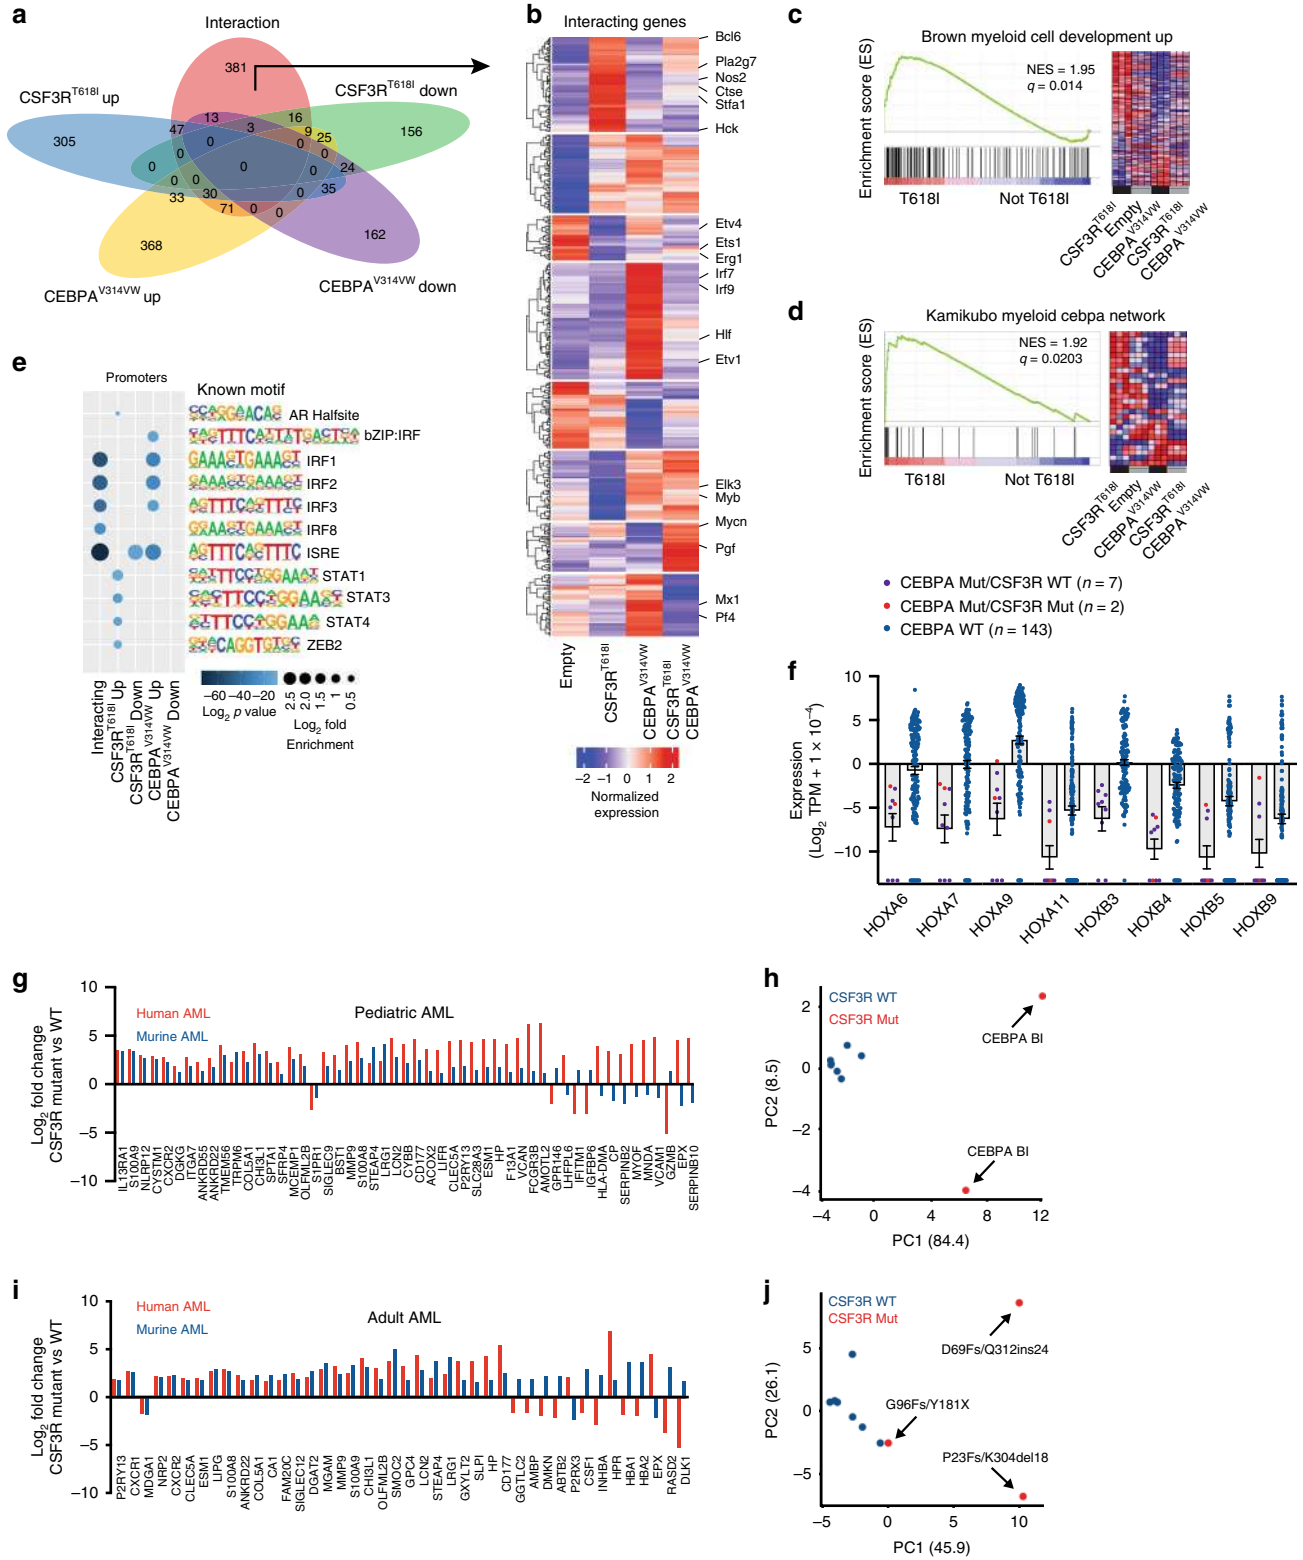 a
Interaction
CSF3R^T618I up
CSF3R^T618I down
CEBPA^V314VW up
CEBPA^V314VW down
381
305
156
368
162
47
13
3
16
9
25
0
0
0
0
0
0
24
0
0
0
35
33
30
71
0
0
b
Interacting genes
Bcl6
Pla2g7
Nos2
Ctse
Stfa1
Hck
Etv4
Ets1
Erg1
Irf7
Irf9
Hlf
Etv1
Elk3
Myb
Mycn
Pgf
Mx1
Pf4
Empty
CSF3R^T618I
CEBPA^V314VW
CSF3R^T618I
CEBPA^V314VW
−2 −1 0 1 2
Normalized
expression
c
Brown myeloid cell development up
Enrichment score (ES)
NES = 1.95
q = 0.014
T618I
Not T618I
CSF3R^T618I
Empty
CEBPA^V314VW
CSF3R^T618I
CEBPA^V314VW
d
Kamikubo myeloid cebpa network
Enrichment score (ES)
NES = 1.92
q = 0.0203
T618I
Not T618I
CSF3R^T618I
Empty
CEBPA^V314VW
CSF3R^T618I
CEBPA^V314VW
e
Promoters
Known motif
AR Halfsite
bZIP:IRF
IRF1
IRF2
IRF3
IRF8
ISRE
STAT1
STAT3
STAT4
ZEB2
Interacting
CSF3R^T618I Up
CSF3R^T618I Down
CEBPA^V314VW Up
CEBPA^V314VW Down
−60 −40 −20
Log2 p value
2.5 2.0 1.5 1 0.5
Log2 fold
Enrichment
CEBPA Mut/CSF3R WT (n = 7)
CEBPA Mut/CSF3R Mut (n = 2)
CEBPA WT (n = 143)
f
Expression
(Log2 TPM + 1 × 10^−4)
10
5
0
−5
−10
HOXA6
HOXA7
HOXA9
HOXA11
HOXB3
HOXB4
HOXB5
HOXB9
g
Pediatric AML
Human AML
Murine AML
Log2 fold change
CSF3R mutant vs WT
10
5
0
−5
−10
IL13RA1
S100A9
NLRP12
CYSTM1
CXCR2
DGKG
ITGA7
ANKRD55
ANKRD22
TMEM56
TRPM6
COL5A1
CHI3L1
SPTA1
SFRP4
MCEMP1
OLFML2B
S1PR1
SIGLEC9
BST1
MMP9
S100A8
STEAP4
LRG1
LCN2
CYBB
CD177
ACOX2
LIFR
CLEC5A
P2RY13
SLC28A3
ESM1
HP
F13A1
VCAN
FCGR3B
AMOTL2
GPR146
LHFPL6
IFITM1
IGFBP6
HLA-DMA
CP
SERPINB2
MYOF
MNDA
VCAM1
GZMB
EPX
SERPINB10
h
CSF3R WT
CSF3R Mut
CEBPA BI
CEBPA BI
PC2 (8.5)
2
0
−2
−4
−4 0 4 8 12
PC1 (84.4)
i
Adult AML
Human AML
Murine AML
Log2 fold change
CSF3R mutant vs WT
10
5
0
−5
−10
P2RY13
CXCR1
MDGA1
NRP2
CXCR2
CLEC5A
ESM1
LIPG
S100A8
ANKRD22
COL5A1
CA1
FAM20C
SIGLEC12
DGAT2
MGAM
MMP9
S100A9
CHI3L1
OLFML2B
SMOC2
GPC4
LCN2
STEAP4
LRG1
GXYLT2
SLPI
HP
CD177
GGTLC2
AMBP
DMKN
ABTB2
P2RX3
CSF1
INHBA
HPR
HBA1
HBA2
EPX
RASD2
DLK1
j
CSF3R WT
CSF3R Mut
D69Fs/Q312ins24
G96Fs/Y181X
P23Fs/K304del18
PC2 (26.1)
5
0
−5
−5 0 5 10
PC1 (45.9)